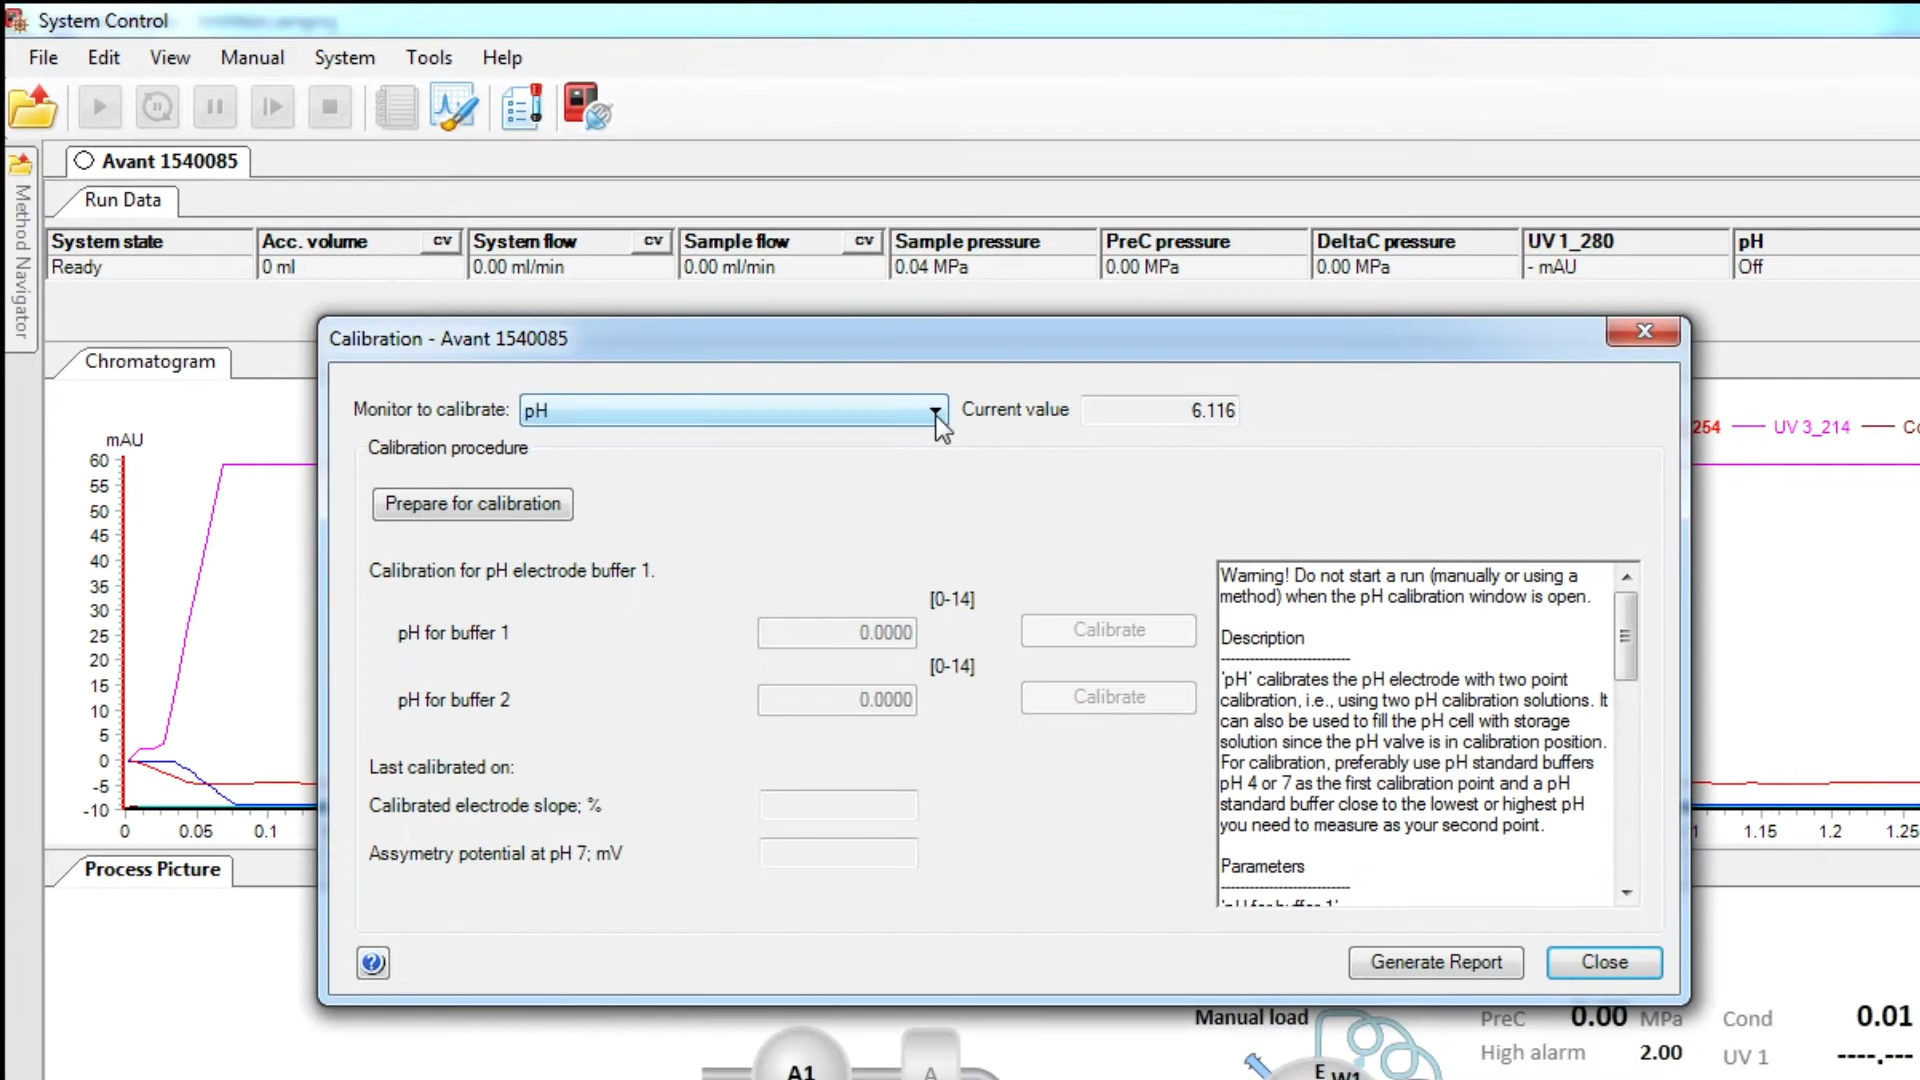 System Control
File Edit View Manual System Tools Help
Avant 1540085
Run Data
Method Navigator
System state Acc. volume CV System flow CV Sample flow CV Sample pressure PreC pressure DeltaC pressure UV 1_280 pH
Ready 0 ml 0.00 ml/min 0.00 ml/min 0.04 MPa 0.00 MPa 0.00 MPa - mAU Off
Calibration - Avant 1540085
Chromatogram
Monitor to calibrate: pH Current value 6.116
254 UV 3_214
Calibration procedure
mAU
60
55
50
45
40
35
30
25
20
15
10
5
0
-5
-10
0 0.05 0.1
1.15 1.2 1.25
Prepare for calibration
Calibration for pH electrode buffer 1.
[0-14]
pH for buffer 1 0.0000 Calibrate
[0-14]
pH for buffer 2 0.0000 Calibrate
Last calibrated on:
Calibrated electrode slope; %
Assymetry potential at pH 7; mV
Warning! Do not start a run (manually or using a
method) when the pH calibration window is open.
Description
---------------------------
'pH' calibrates the pH electrode with two point
calibration, i.e., using two pH calibration solutions. It
can also be used to fill the pH cell with storage
solution since the pH valve is in calibration position.
For calibration, preferably use pH standard buffers
pH 4 or 7 as the first calibration point and a pH
standard buffer close to the lowest or highest pH
you need to measure as your second point.
Parameters
---------------------------
'pH for buffer 1'
Process Picture
Generate Report Close
Manual load
PreC 0.00 MPa Cond 0.01
High alarm 2.00 UV 1 ----.---
A1 A E W1